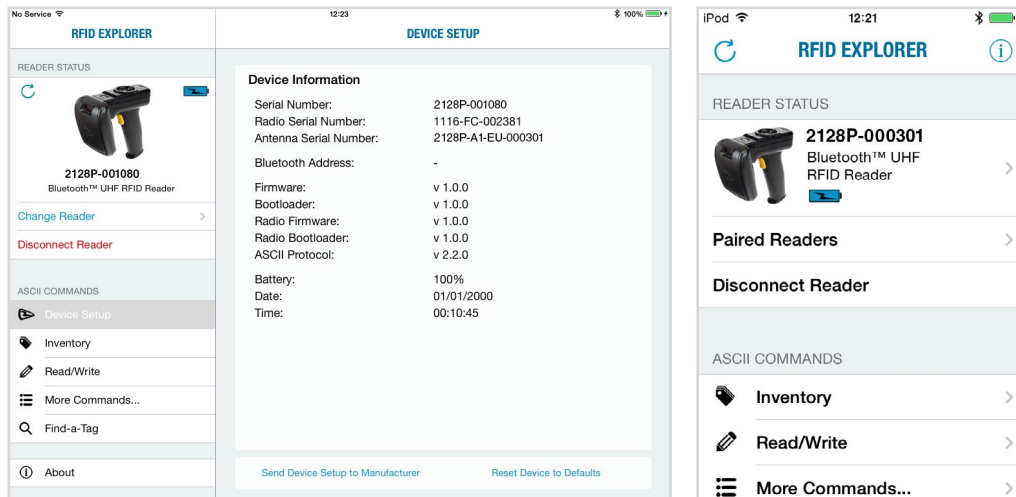 No Service
12:23
100%
RFID EXPLORER
DEVICE SETUP
READER STATUS
2128P-001080
Bluetooth™ UHF RFID Reader
Change Reader
Disconnect Reader
ASCII COMMANDS
Device Setup
Inventory
Read/Write
More Commands...
Find-a-Tag
About
Device Information
Serial Number: 2128P-001080
Radio Serial Number: 1116-FC-002381
Antenna Serial Number: 2128P-A1-EU-000301
Bluetooth Address: -
Firmware: v 1.0.0
Bootloader: v 1.0.0
Radio Firmware: v 1.0.0
Radio Bootloader: v 1.0.0
ASCII Protocol: v 2.2.0
Battery: 100%
Date: 01/01/2000
Time: 00:10:45
Send Device Setup to Manufacturer
Reset Device to Defaults
iPod
12:21
RFID EXPLORER
READER STATUS
2128P-000301
Bluetooth™ UHF
RFID Reader
Paired Readers
Disconnect Reader
ASCII COMMANDS
Inventory
Read/Write
More Commands...